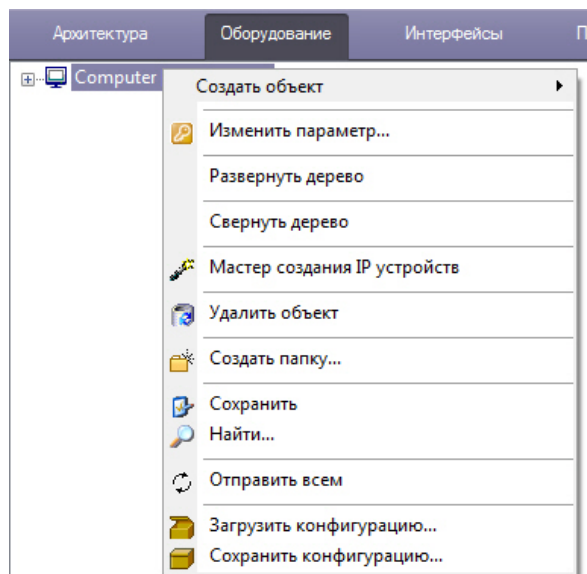 Архитектура Оборудование Интерфейсы П
Computer
Создать объект
Изменить параметр...
Развернуть дерево
Свернуть дерево
Мастер создания IP устройств
Удалить объект
Создать папку...
Сохранить
Найти...
Отправить всем
Загрузить конфигурацию...
Сохранить конфигурацию...